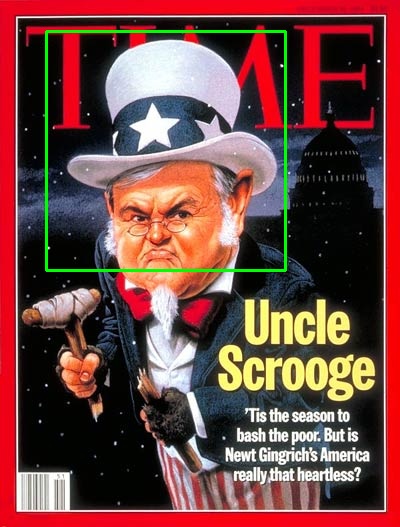 TIME
Uncle
Scrooge
'Tis the season to
bash the poor. But is
Newt Gingrich's America
really that heartless?